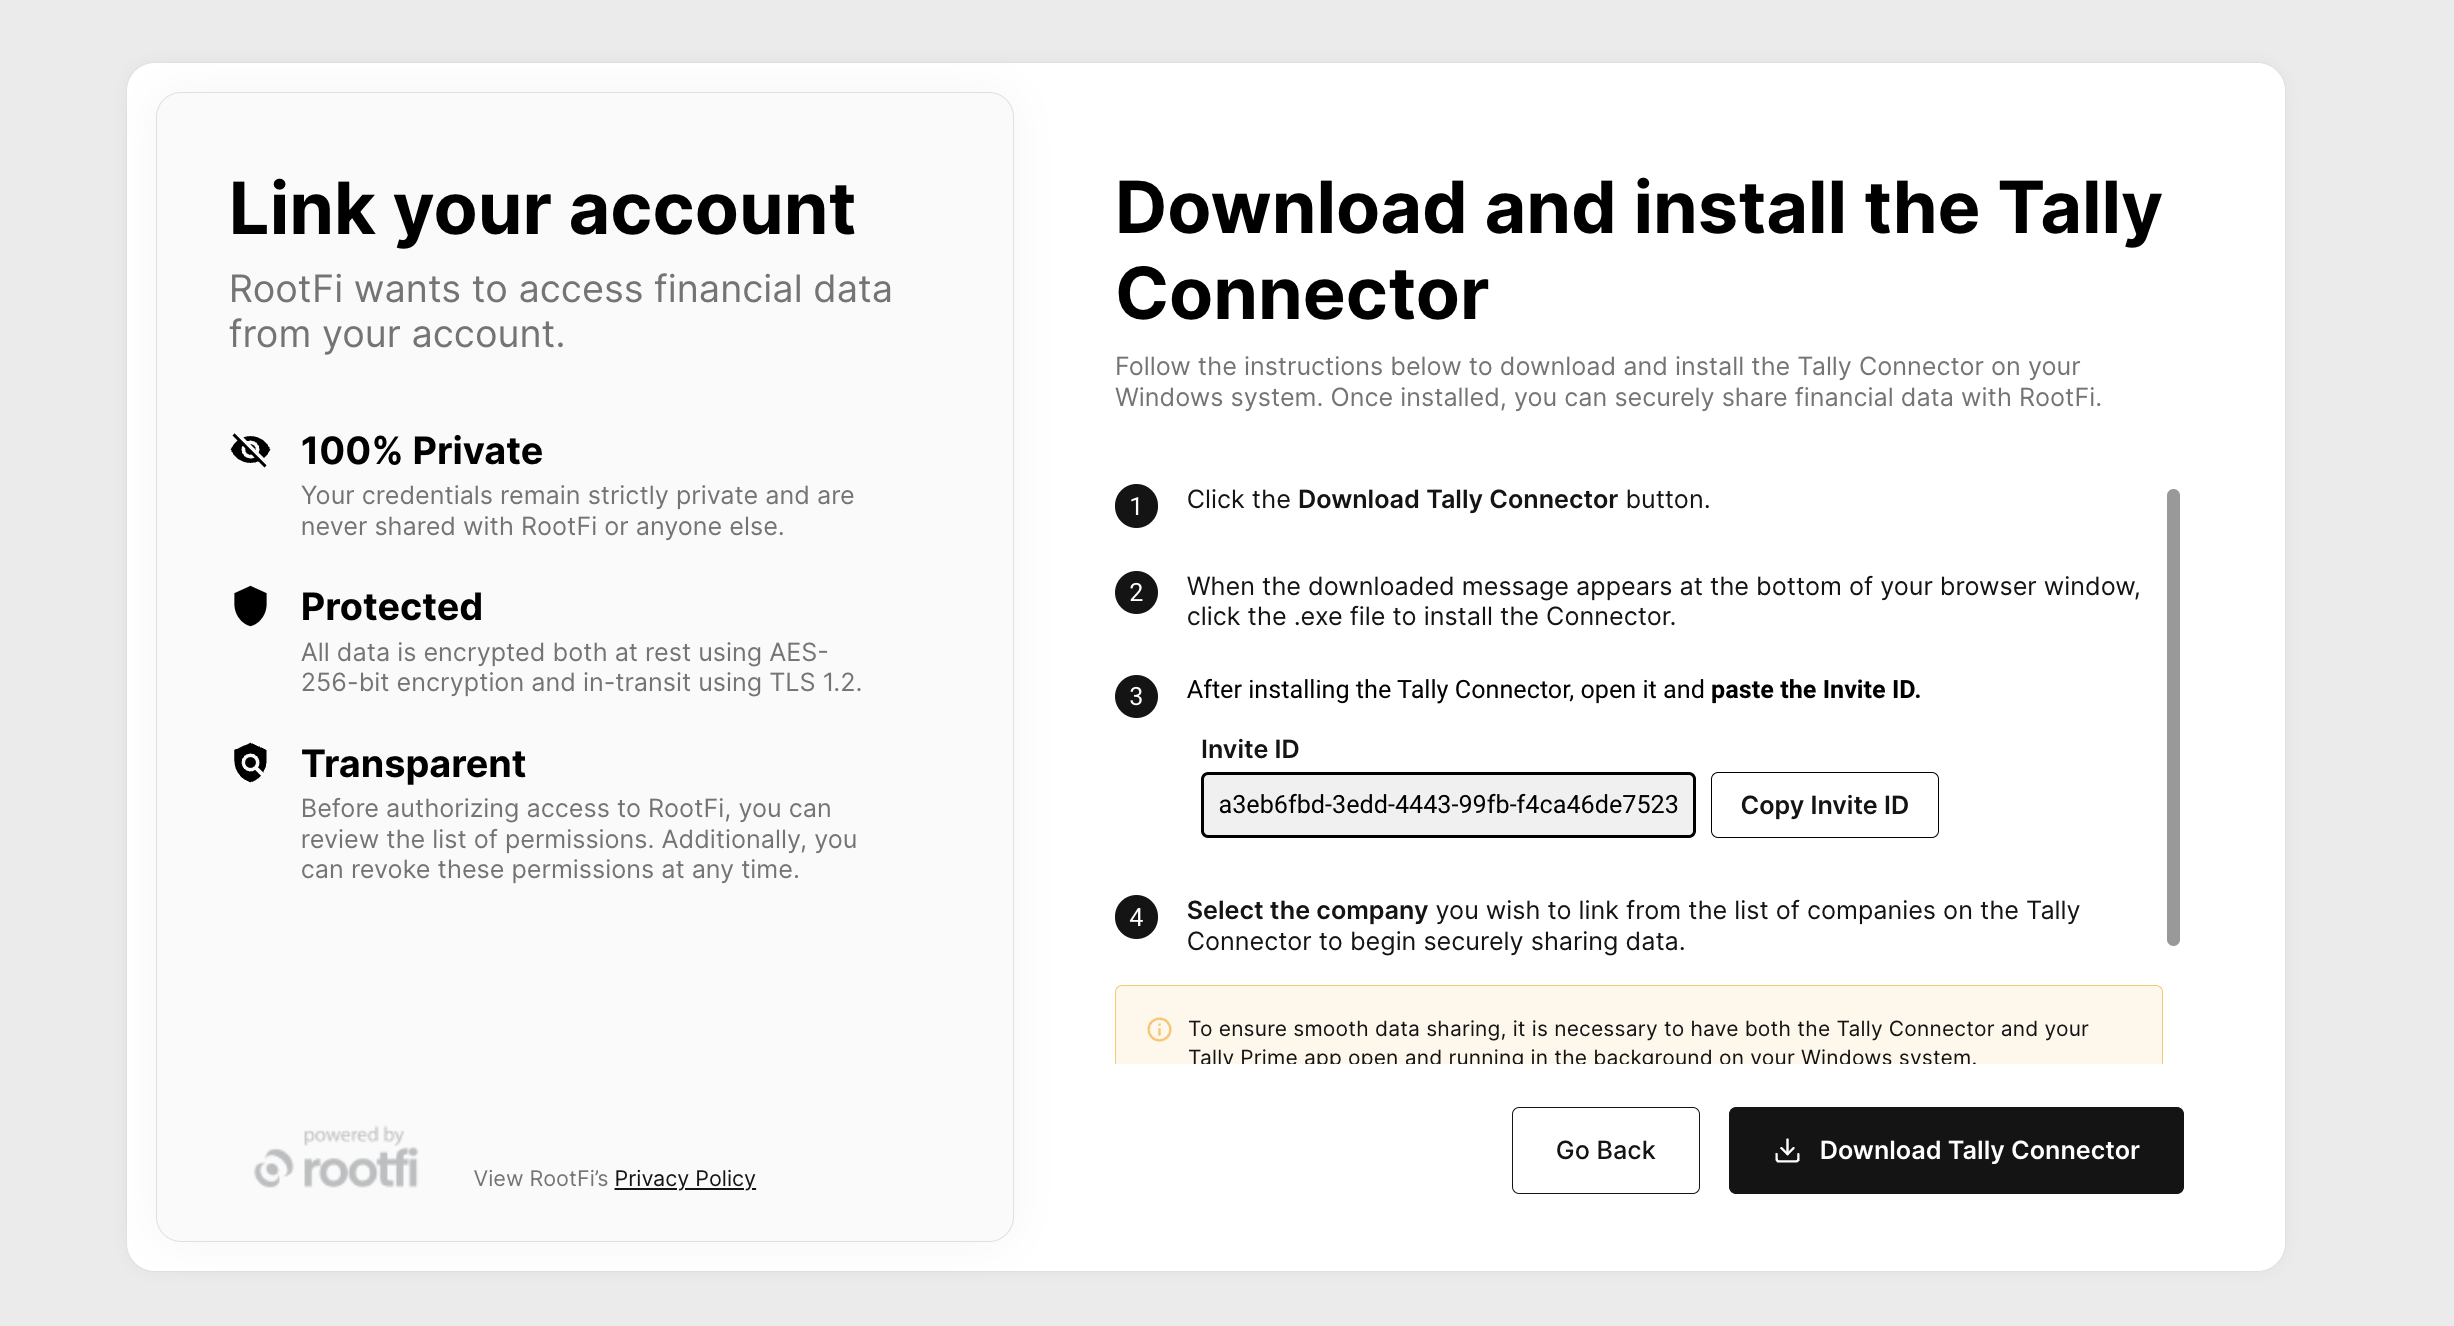 Link your account
RootFi wants to access financial data
from your account.
100% Private
Your credentials remain strictly private and are
never shared with RootFi or anyone else.
Protected
All data is encrypted both at rest using AES-
256-bit encryption and in-transit using TLS 1.2.
Transparent
Before authorizing access to RootFi, you can
review the list of permissions. Additionally, you
can revoke these permissions at any time.
powered by
rootfi
View RootFi’s Privacy Policy
Download and install the Tally
Connector
Follow the instructions below to download and install the Tally Connector on your
Windows system. Once installed, you can securely share financial data with RootFi.
1 Click the Download Tally Connector button.
2 When the downloaded message appears at the bottom of your browser window,
click the .exe file to install the Connector.
3 After installing the Tally Connector, open it and paste the Invite ID.
Invite ID
a3eb6fbd-3edd-4443-99fb-f4ca46de7523 Copy Invite ID
4 Select the company you wish to link from the list of companies on the Tally
Connector to begin securely sharing data.
To ensure smooth data sharing, it is necessary to have both the Tally Connector and your
Tally Prime app open and running in the background on your Windows system.
Go Back Download Tally Connector